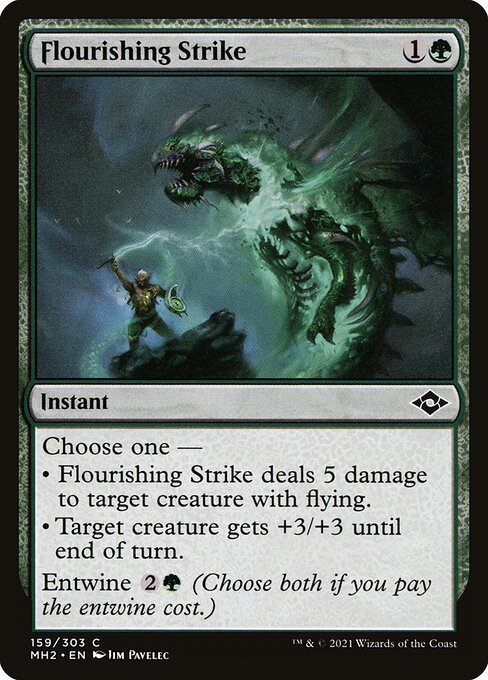 Flourishing Strike 1
Instant
Choose one —
• Flourishing Strike deals 5 damage
to target creature with flying.
• Target creature gets +3/+3 until
end of turn.
Entwine 2 (Choose both if you pay
the entwine cost.)
159/303 C
MH2 • EN Jim Pavelec
™ & © 2021 Wizards of the Coast